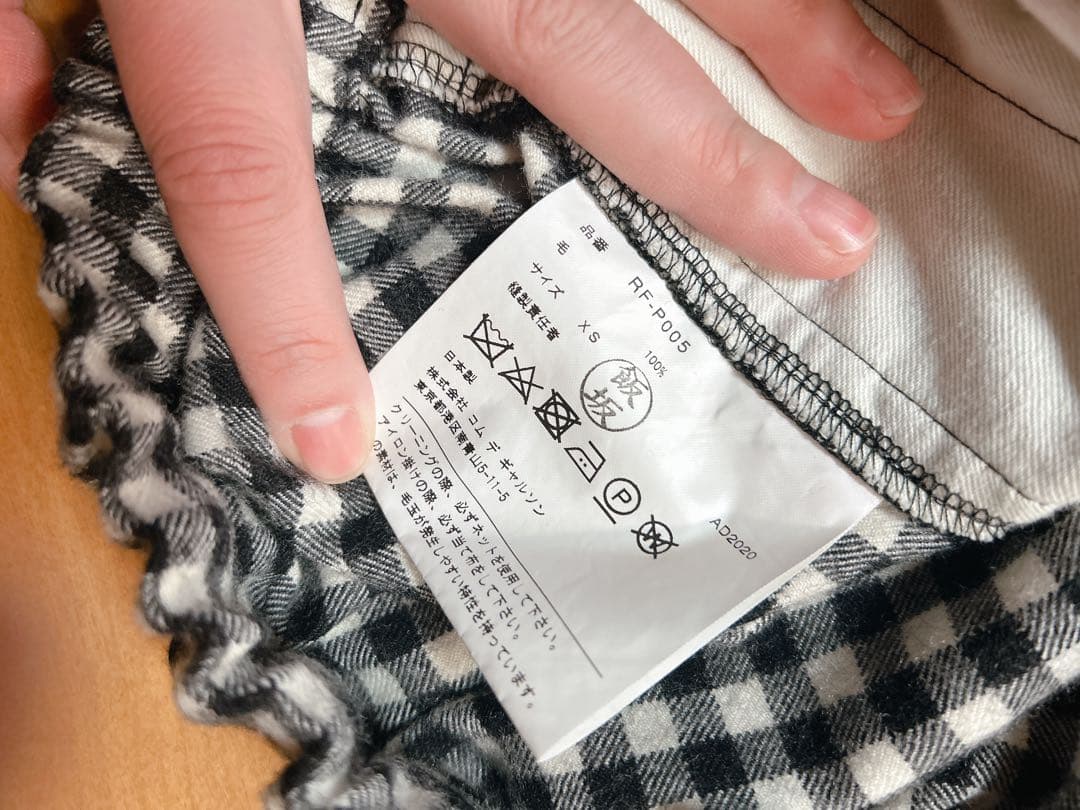 品番 RF-P005
毛 100%
サイズ XS
縫製責任者 飯坂
P
日本製
株式会社 コム デ ギャルソン
東京都港区南青山5-11-5
AD2020
クリーニングの際、必ずネットを使用して下さい。
アイロン掛けの際、必ず当て布をして下さい。
の素材は、毛玉が発生しやすい特性を持っています。